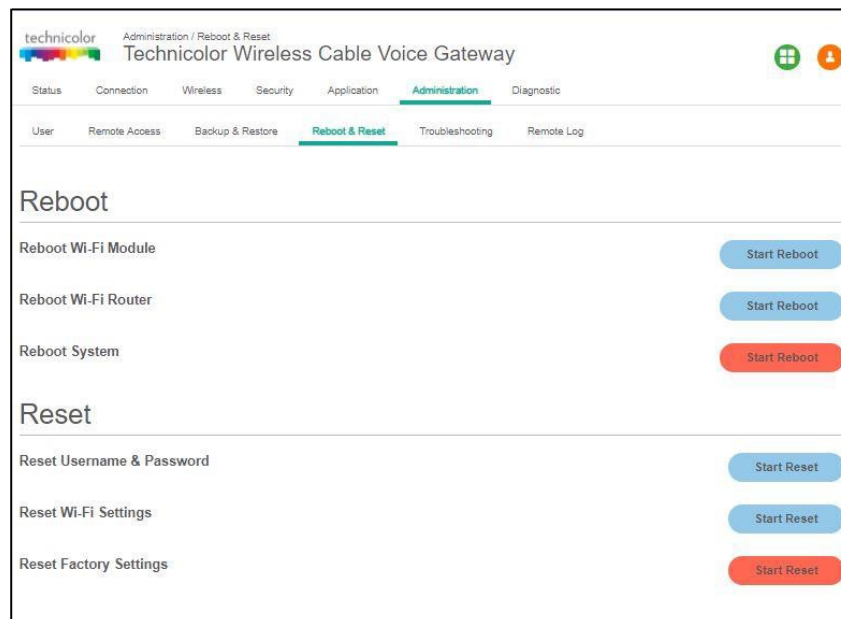 technicolor
Administration / Reboot & Reset
Technicolor Wireless Cable Voice Gateway
Status Connection Wireless Security Application Administration Diagnostic
User Remote Access Backup & Restore Reboot & Reset Troubleshooting Remote Log
Reboot
Reboot Wi-Fi Module Start Reboot
Reboot Wi-Fi Router Start Reboot
Reboot System Start Reboot
Reset
Reset Username & Password Start Reset
Reset Wi-Fi Settings Start Reset
Reset Factory Settings Start Reset